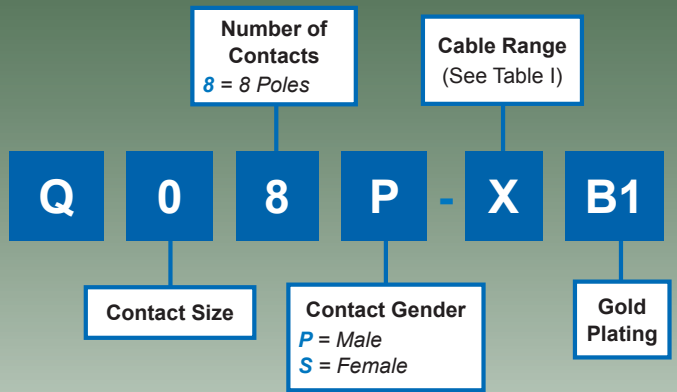 Number of
Contacts
8 = 8 Poles
Cable Range
(See Table I)
Q 0 8 P - X B1
Contact Size
Contact Gender
P = Male
S = Female
Gold
Plating